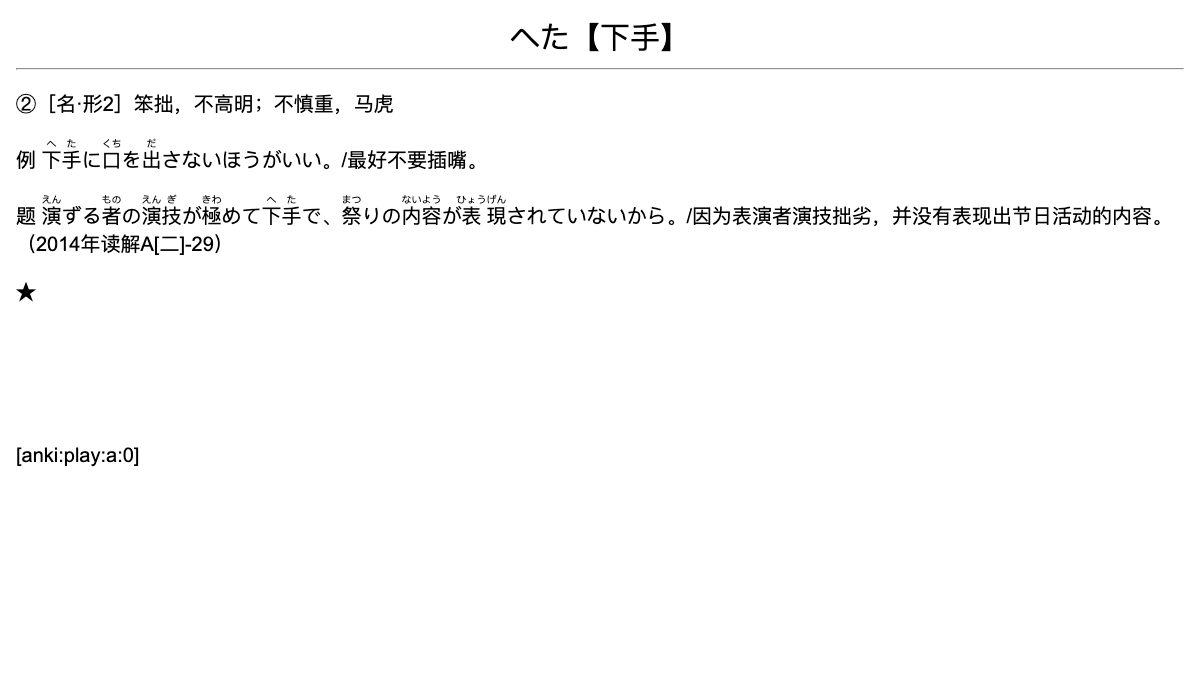 へた【下手】
②［名·形2］笨拙，不高明；不慎重，马虎
へ た くち だ
例 下手に口を出さないほうがいい。/最好不要插嘴。
えん もの えん ぎ きわ へ た まつ ないよう ひょうげん
题 演ずる者の演技が極めて下手で、祭りの内容が表現されていないから。/因为表演者演技拙劣，并没有表现出节日活动的内容。
（2014年读解A[二]-29）
★
[anki:play:a:0]